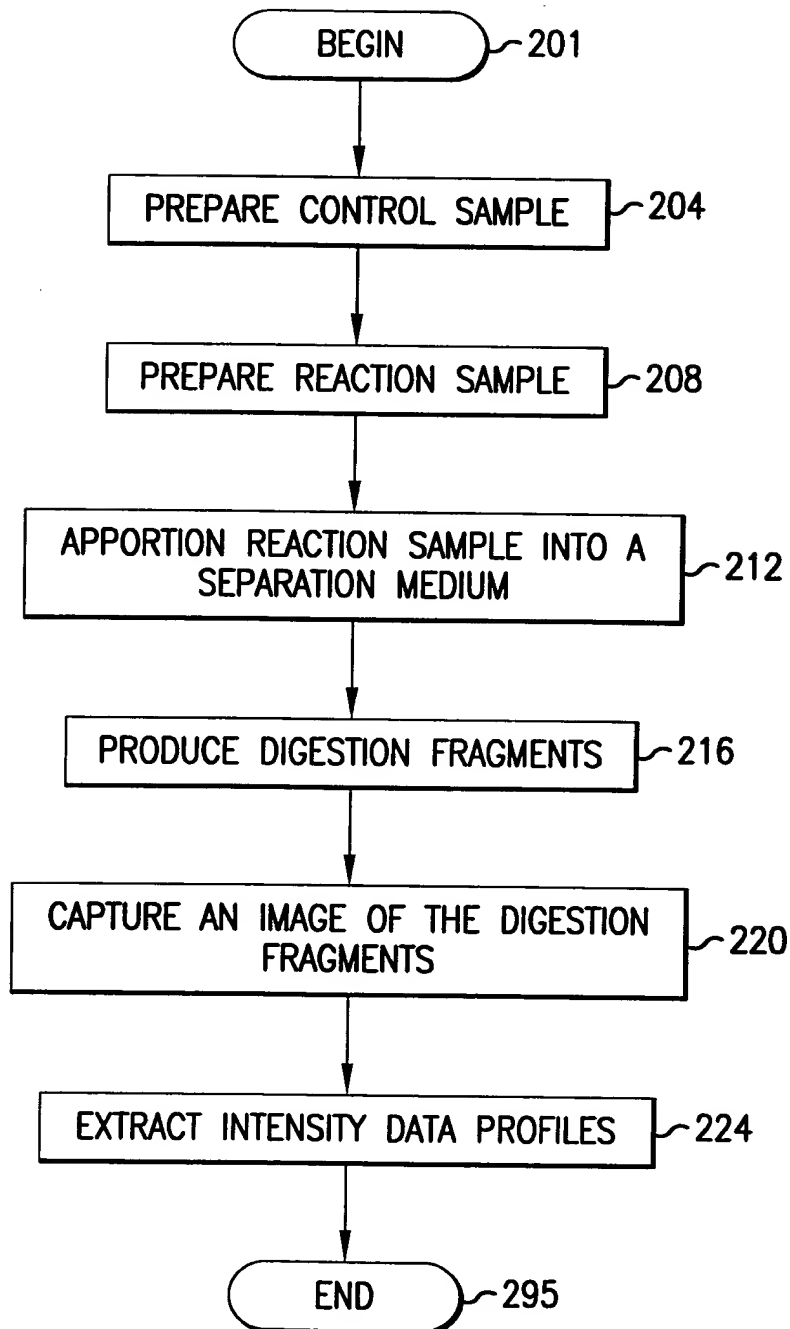 BEGIN 201
PREPARE CONTROL SAMPLE 204
PREPARE REACTION SAMPLE 208
APPORTION REACTION SAMPLE INTO A
SEPARATION MEDIUM 212
PRODUCE DIGESTION FRAGMENTS 216
CAPTURE AN IMAGE OF THE DIGESTION
FRAGMENTS 220
EXTRACT INTENSITY DATA PROFILES 224
END 295